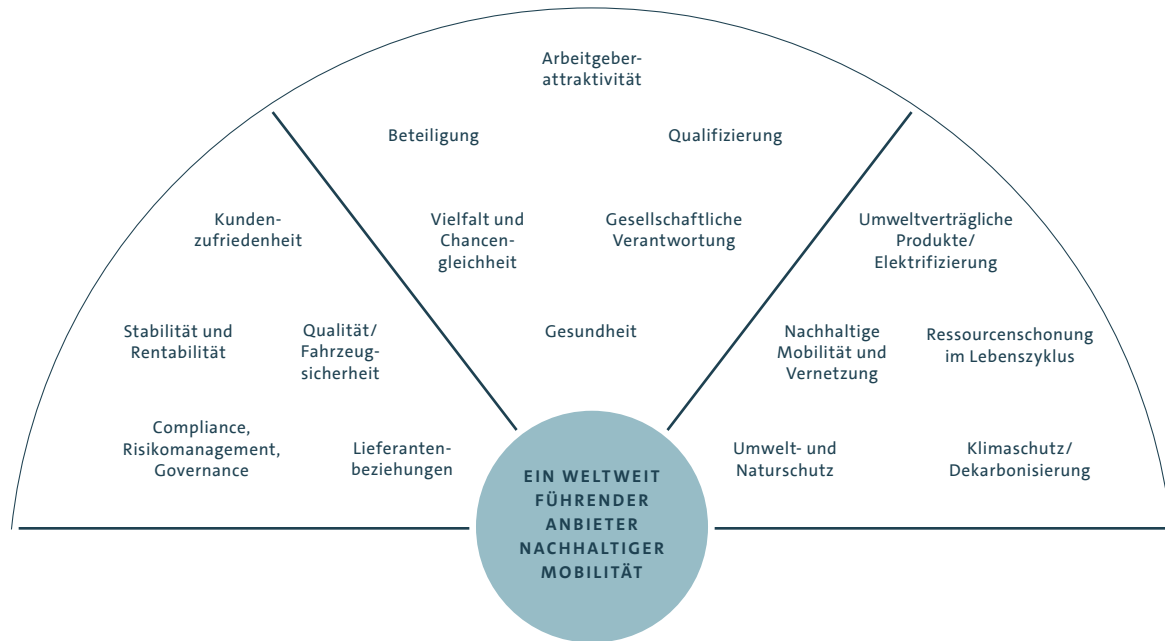 Arbeitgeber-
attraktivität
Beteiligung
Qualifizierung
Kunden-
zufriedenheit
Vielfalt und
Chancen-
gleichheit
Gesellschaftliche
Verantwortung
Umweltverträgliche
Produkte/
Elektrifizierung
Stabilität und
Rentabilität
Qualität/
Fahrzeug-
sicherheit
Gesundheit
Nachhaltige
Mobilität und
Vernetzung
Ressourcenschonung
im Lebenszyklus
Compliance,
Risikomanagement,
Governance
Lieferanten-
beziehungen
Umwelt- und
Naturschutz
Klimaschutz/
Dekarbonisierung
EIN WELTWEIT
FÜHRENDER
ANBIETER
NACHHALTIGER
MOBILITÄT